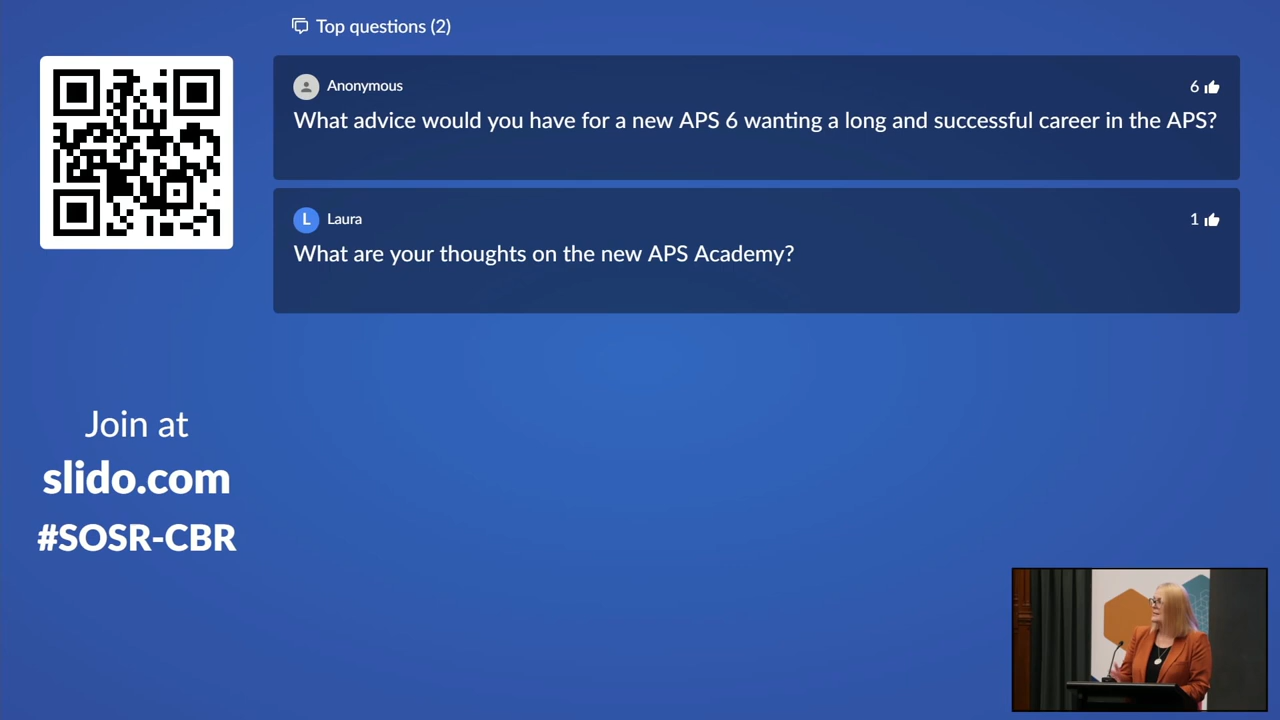 Top questions (2)
Anonymous
6
What advice would you have for a new APS 6 wanting a long and successful career in the APS?
L
Laura
1
What are your thoughts on the new APS Academy?
Join at
slido.com
#SOSR-CBR